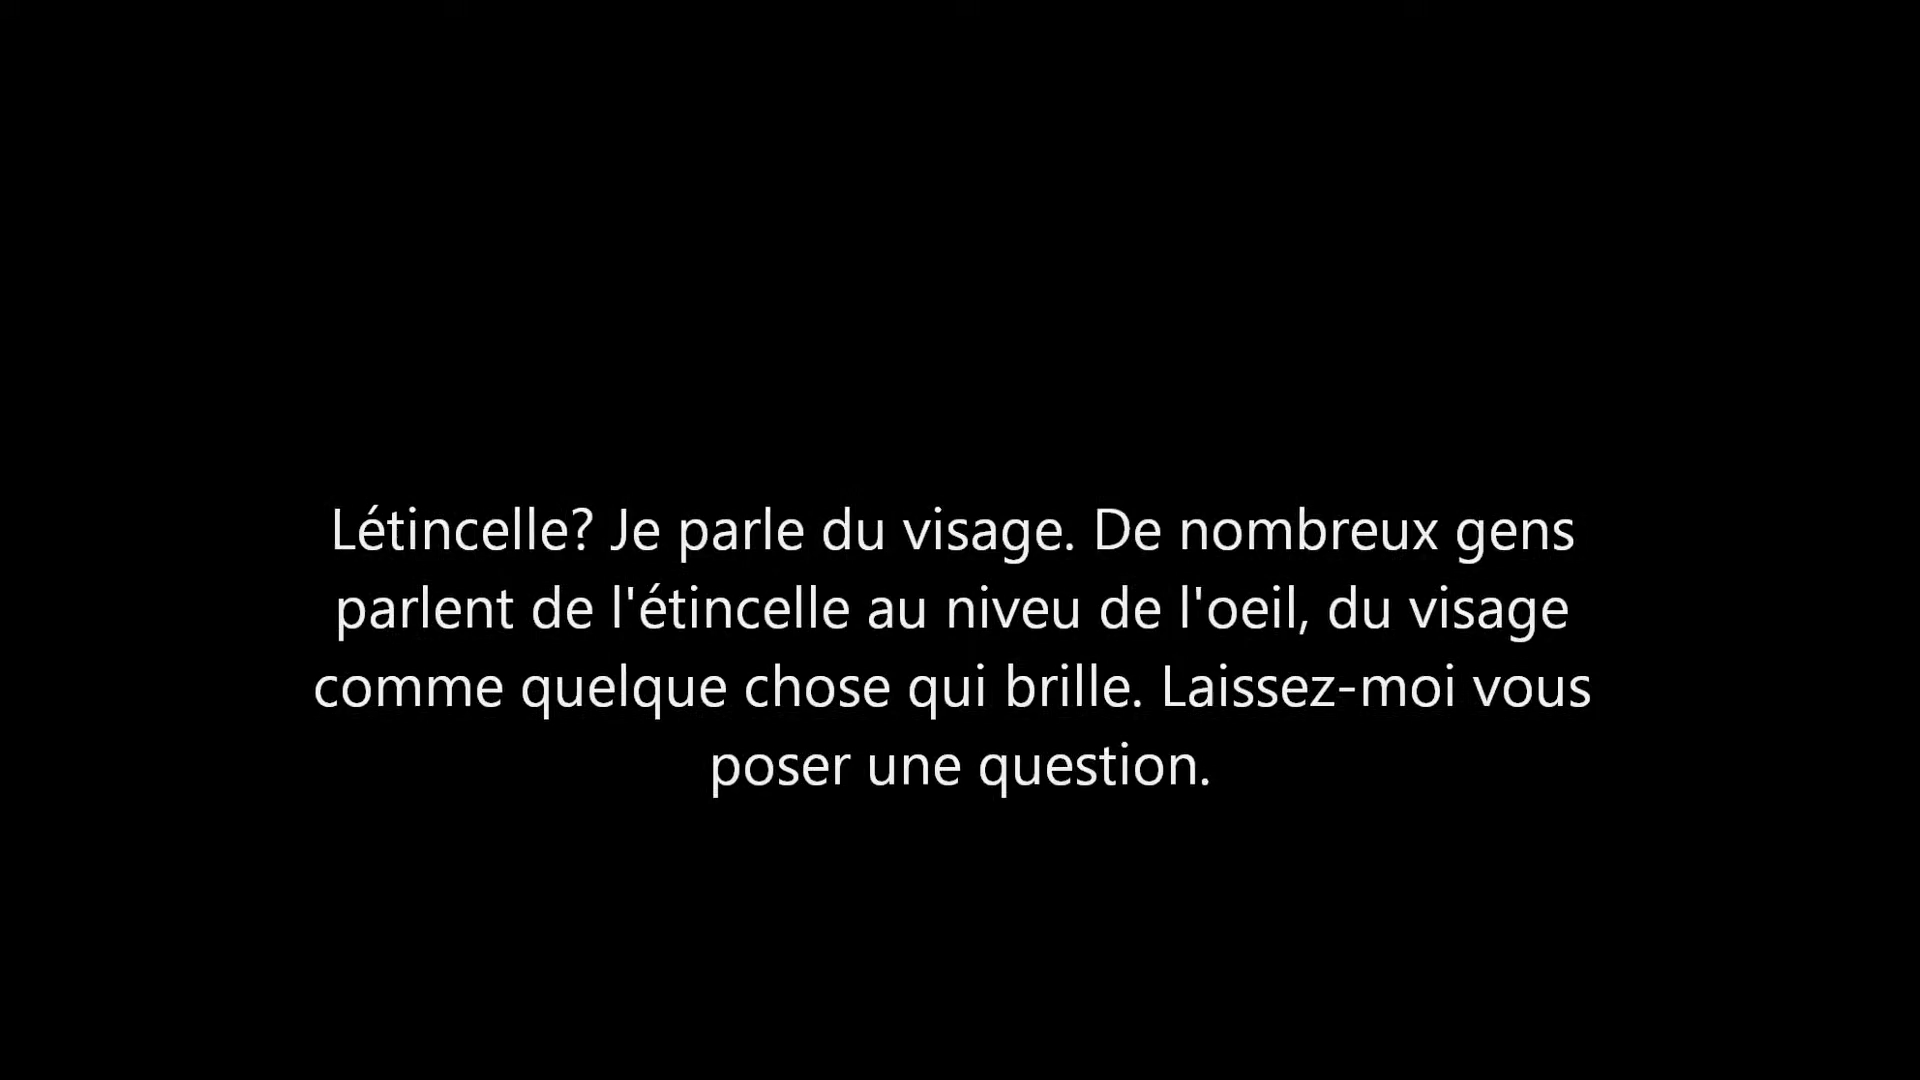 Létincelle? Je parle du visage. De nombreux gens
parlent de l'étincelle au niveu de l'oeil, du visage
comme quelque chose qui brille. Laissez-moi vous
poser une question.